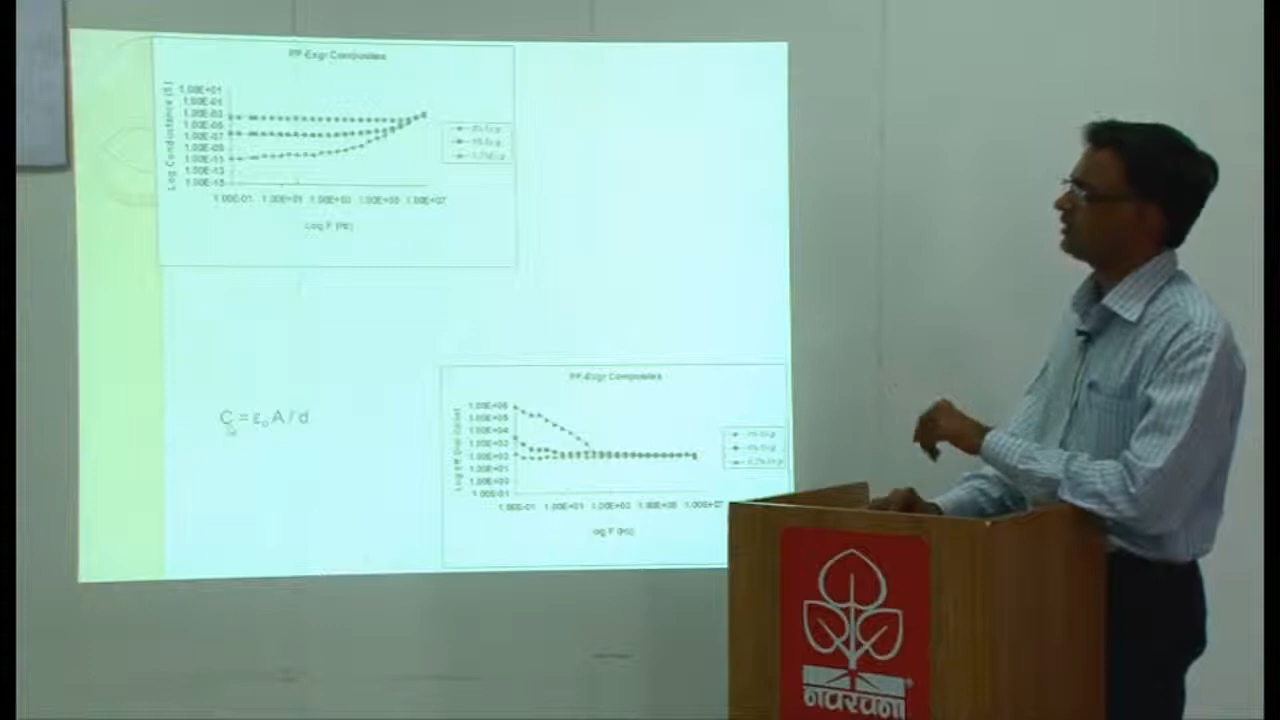 PP-Exgr Composites
Log Conductance (S)
1.00E+01
1.00E-01
1.00E-03
1.00E-05
1.00E-07
1.00E-09
1.00E-11
1.00E-13
1.00E-15
1.00E-01 1.00E+01 1.00E+03 1.00E+05 1.00E+07
Log F (Hz)
C = ε₀ A / d
PP-Exgr Composites
1.00E+06
1.00E+05
1.00E+04
1.00E+03
1.00E+02
1.00E+01
1.00E+00
1.00E-01
1.00E-01 1.00E+01 1.00E+03 1.00E+05 1.00E+07
og F (Hz)
નવરચના